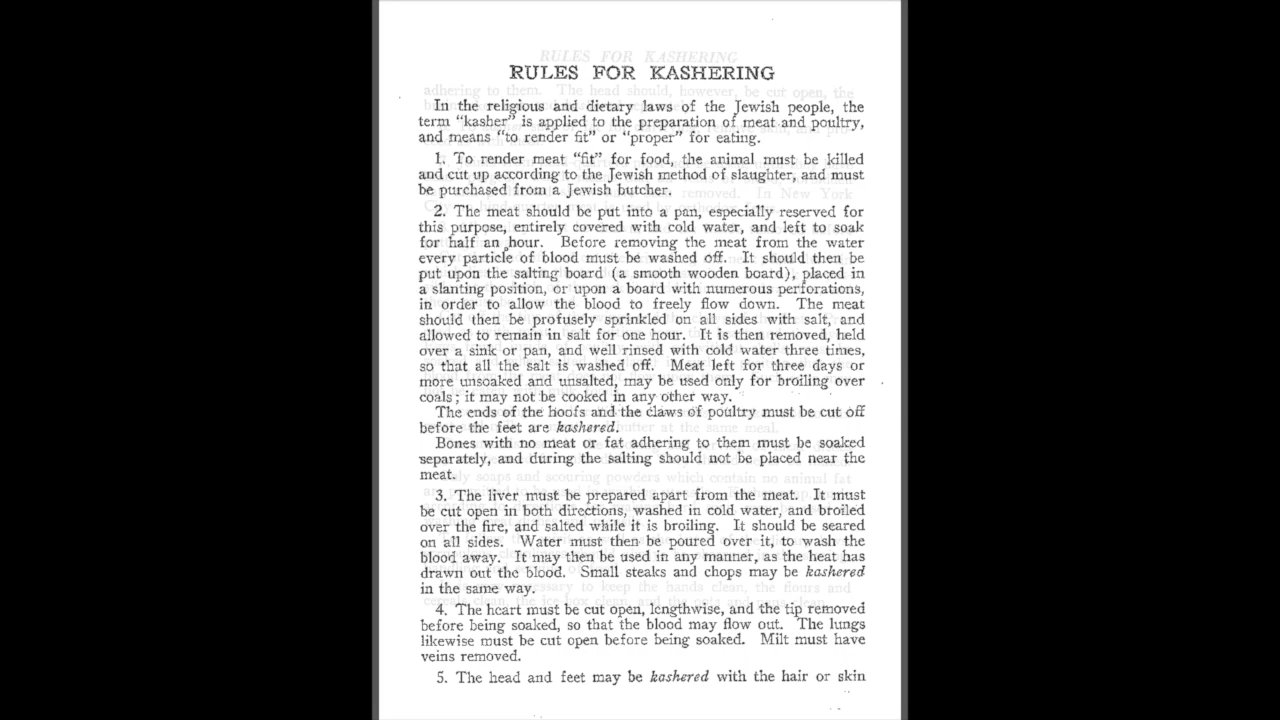 RULES FOR KASHERING
In the religious and dietary laws of the Jewish people, the
term “kasher” is applied to the preparation of meat and poultry,
and means “to render fit” or “proper” for eating.
1. To render meat “fit” for food, the animal must be killed
and cut up according to the Jewish method of slaughter, and must
be purchased from a Jewish butcher.
2. The meat should be put into a pan, especially reserved for
this purpose, entirely covered with cold water, and left to soak
for half an hour. Before removing the meat from the water
every particle of blood must be washed off. It should then be
put upon the salting board (a smooth wooden board), placed in
a slanting position, or upon a board with numerous perforations,
in order to allow the blood to freely flow down. The meat
should then be profusely sprinkled on all sides with salt, and
allowed to remain in salt for one hour. It is then removed, held
over a sink or pan, and well rinsed with cold water three times,
so that all the salt is washed off. Meat left for three days or
more unsoaked and unsalted, may be used only for broiling over
coals; it may not be cooked in any other way.
The ends of the hoofs and the claws of poultry must be cut off
before the feet are kashered.
Bones with no meat or fat adhering to them must be soaked
separately, and during the salting should not be placed near the
meat.
3. The liver must be prepared apart from the meat. It must
be cut open in both directions, washed in cold water, and broiled
over the fire, and salted while it is broiling. It should be seared
on all sides. Water must then be poured over it, to wash the
blood away. It may then be used in any manner, as the heat has
drawn out the blood. Small steaks and chops may be kashered
in the same way.
4. The heart must be cut open, lengthwise, and the tip removed
before being soaked, so that the blood may flow out. The lungs
likewise must be cut open before being soaked. Milt must have
veins removed.
5. The head and feet may be kashered with the hair or skin